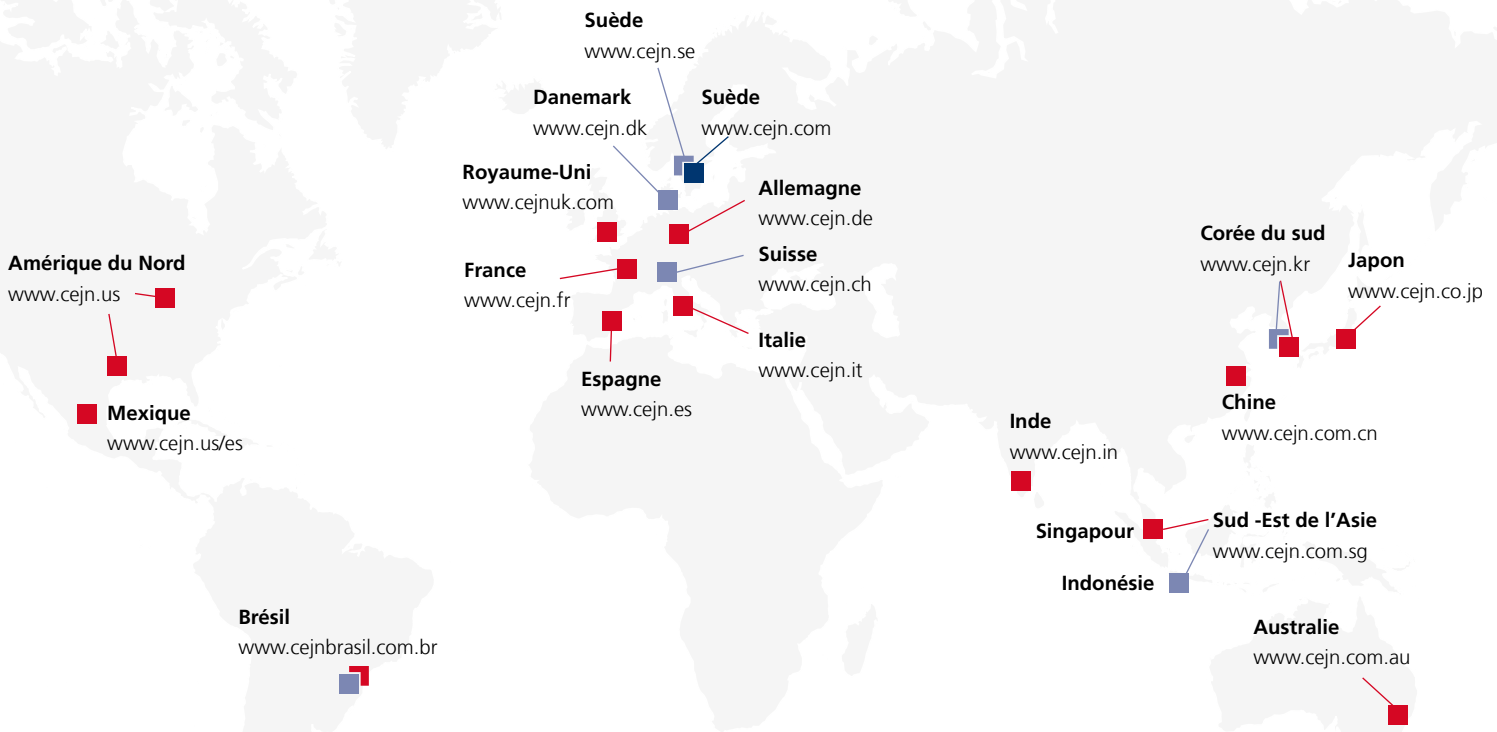 Suède
www.cejn.se
Danemark
www.cejn.dk
Suède
www.cejn.com
Royaume-Uni
www.cejnuk.com
Allemagne
www.cejn.de
France
www.cejn.fr
Suisse
www.cejn.ch
Italie
www.cejn.it
Espagne
www.cejn.es
Amérique du Nord
www.cejn.us
Mexique
www.cejn.us/es
Brésil
www.cejnbrasil.com.br
Corée du sud
www.cejn.kr
Japon
www.cejn.co.jp
Chine
www.cejn.com.cn
Inde
www.cejn.in
Singapour
Sud -Est de l’Asie
www.cejn.com.sg
Indonésie
Australie
www.cejn.com.au